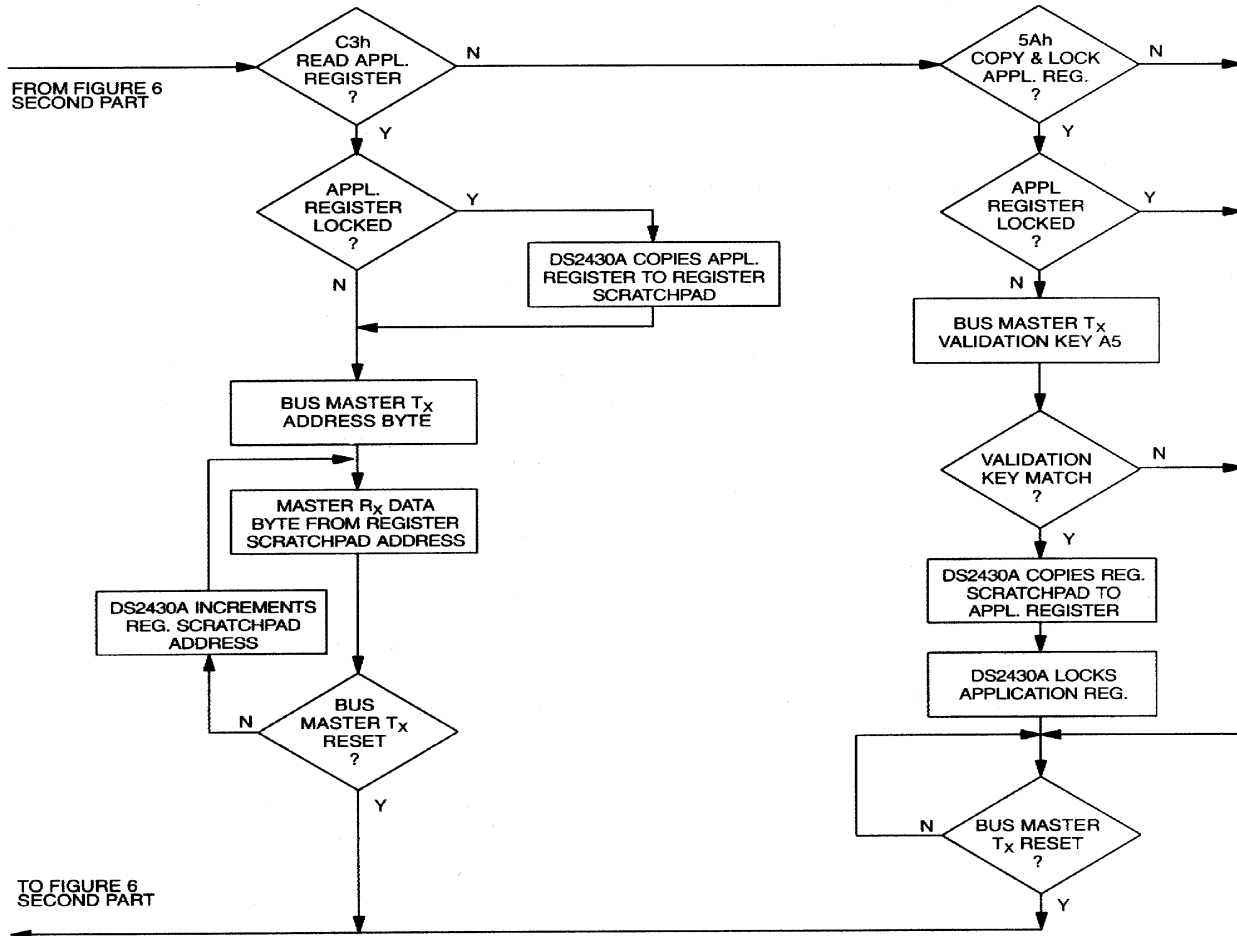 C3h
READ APPL.
REGISTER
?
N
5Ah
COPY & LOCK
APPL. REG.
?
N
FROM FIGURE 6
SECOND PART
Y
Y
APPL.
REGISTER
LOCKED
?
Y
APPL
REGISTER
LOCKED
?
Y
DS2430A COPIES APPL.
REGISTER TO REGISTER
SCRATCHPAD
N
N
BUS MASTER TX
VALIDATION KEY A5
BUS MASTER TX
ADDRESS BYTE
VALIDATION
KEY MATCH
?
N
MASTER RX DATA
BYTE FROM REGISTER
SCRATCHPAD ADDRESS
Y
DS2430A COPIES REG.
SCRATCHPAD TO
APPL. REGISTER
DS2430A INCREMENTS
REG. SCRATCHPAD
ADDRESS
DS2430A LOCKS
APPLICATION REG.
N
BUS
MASTER TX
RESET
?
Y
N
BUS MASTER
TX RESET
?
Y
TO FIGURE 6
SECOND PART